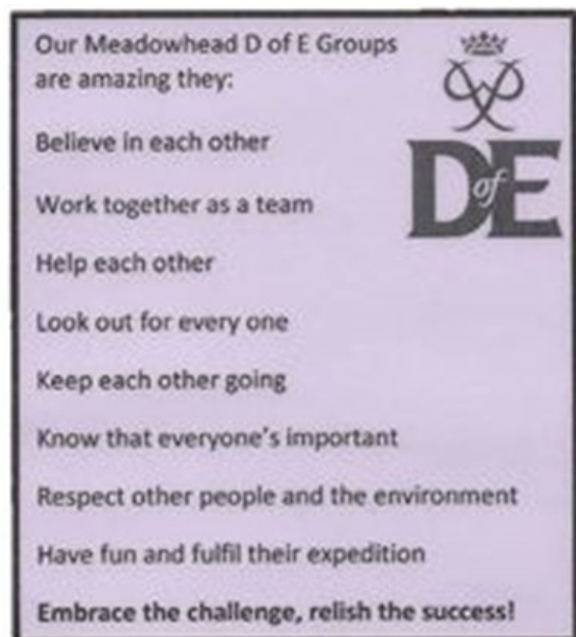 Our Meadowhead D of E Groups
are amazing they:
DofE
Believe in each other
Work together as a team
Help each other
Look out for every one
Keep each other going
Know that everyone's important
Respect other people and the environment
Have fun and fulfil their expedition
Embrace the challenge, relish the success!